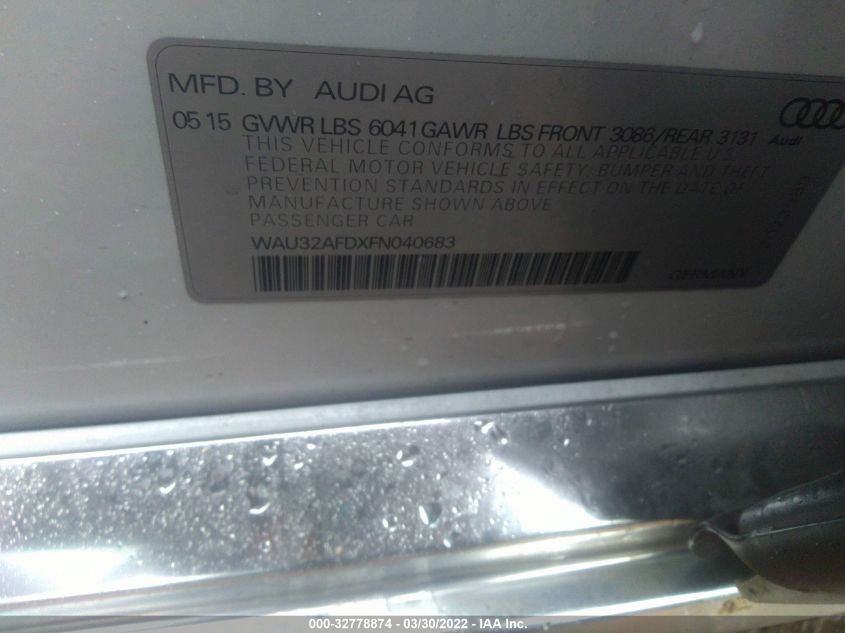 MFD. BY AUDI AG
05 15 GVWR LBS 6041 GAWR LBS FRONT 3086/REAR 3131
Audi
THIS VEHICLE CONFORMS TO ALL APPLICABLE U.S.
FEDERAL MOTOR VEHICLE SAFETY, BUMPER AND THEFT
PREVENTION STANDARDS IN EFFECT ON THE DATE OF
MANUFACTURE SHOWN ABOVE
PASSENGER CAR
WAU32AFDXFN040683
GERMANY
000-32778874 - 03/30/2022 - IAA Inc.